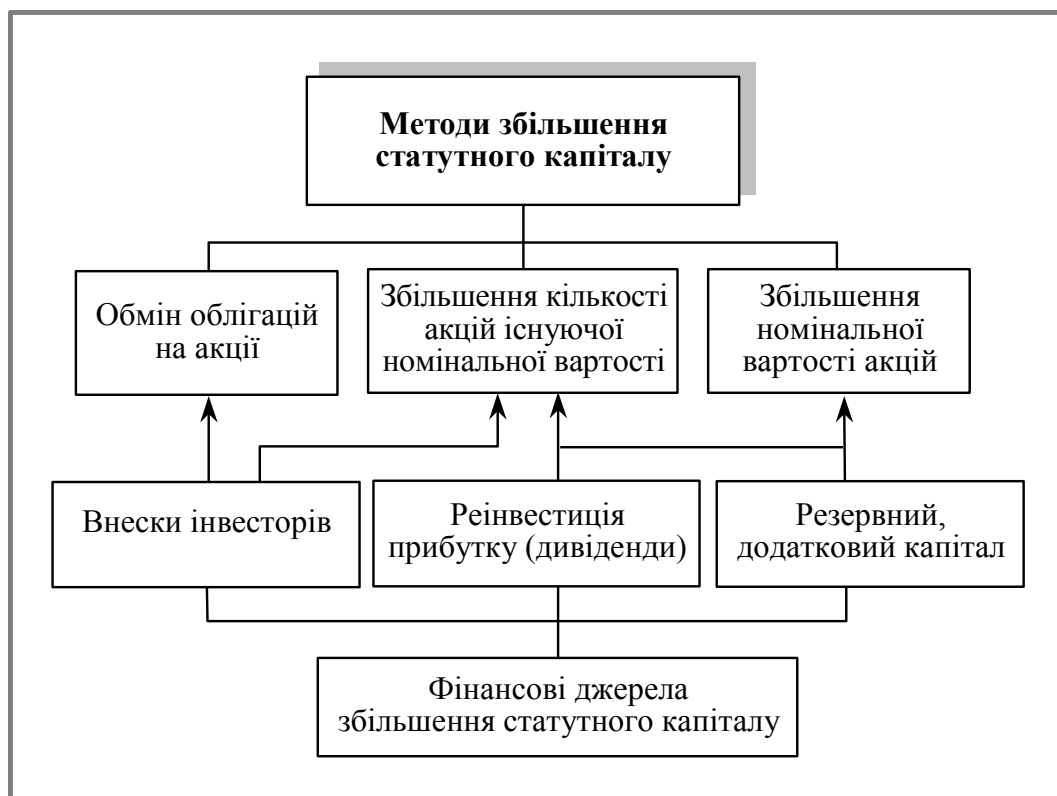 Методи збільшення
статутного капіталу
Обмін облігацій
на акції
Збільшення кількості
акцій існуючої
номінальної вартості
Збільшення
номінальної
вартості акцій
Внески інвесторів
Реінвестиція
прибутку (дивіденди)
Резервний,
додатковий капітал
Фінансові джерела
збільшення статутного капіталу